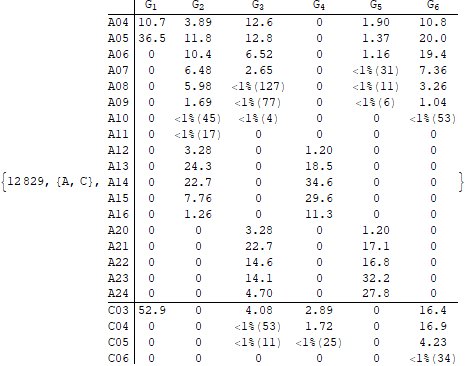 G1 G2 G3 G4 G5 G6
A04 10.7 3.89 12.6 0 1.90 10.8
A05 36.5 11.8 12.8 0 1.37 20.0
A06 0 10.4 6.52 0 1.16 19.4
A07 0 6.48 2.65 0 <1%(31) 7.36
A08 0 5.98 <1%(127) 0 <1%(11) 3.26
A09 0 1.69 <1%(77) 0 <1%(6) 1.04
A10 0 <1%(45) <1%(4) 0 0 <1%(53)
A11 0 <1%(17) 0 0 0 0
A12 0 3.28 0 1.20 0 0
A13 0 24.3 0 18.5 0 0
{12829, {A, C}, A14 0 22.7 0 34.6 0 0 }
A15 0 7.76 0 29.6 0 0
A16 0 1.26 0 11.3 0 0
A20 0 0 3.28 0 1.20 0
A21 0 0 22.7 0 17.1 0
A22 0 0 14.6 0 16.8 0
A23 0 0 14.1 0 32.2 0
A24 0 0 4.70 0 27.8 0
C03 52.9 0 4.08 2.89 0 16.4
C04 0 0 <1%(53) 1.72 0 16.9
C05 0 0 <1%(11) <1%(25) 0 4.23
C06 0 0 0 0 0 <1%(34)